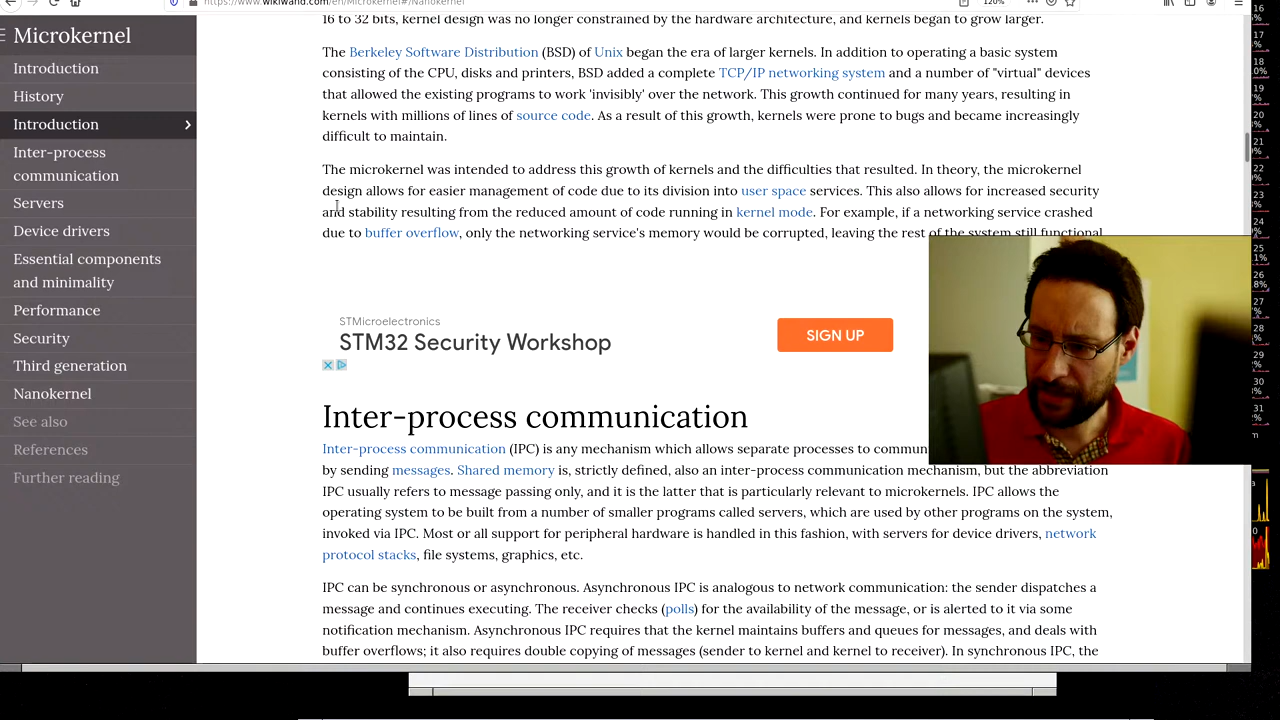 https://www.wikiwand.com/en/Microkernel#/Nanokernel
120%
Microkernel
Introduction
History
Introduction
Inter-process
communication
Servers
Device drivers
Essential components
and minimality
Performance
Security
Third generation
Nanokernel
See also
References
Further reading
16 to 32 bits, kernel design was no longer constrained by the hardware architecture, and kernels began to grow larger.
The Berkeley Software Distribution (BSD) of Unix began the era of larger kernels. In addition to operating a basic system
consisting of the CPU, disks and printers, BSD added a complete TCP/IP networking system and a number of "virtual" devices
that allowed the existing programs to work 'invisibly' over the network. This growth continued for many years, resulting in
kernels with millions of lines of source code. As a result of this growth, kernels were prone to bugs and became increasingly
difficult to maintain.
The microkernel was intended to address this growth of kernels and the difficulties that resulted. In theory, the microkernel
design allows for easier management of code due to its division into user space services. This also allows for increased security
and stability resulting from the reduced amount of code running in kernel mode. For example, if a networking service crashed
due to buffer overflow, only the networking service's memory would be corrupted, leaving the rest of the system still functional
STMicroelectronics
STM32 Security Workshop
SIGN UP
Inter-process communication
Inter-process communication (IPC) is any mechanism which allows separate processes to commun
by sending messages. Shared memory is, strictly defined, also an inter-process communication mechanism, but the abbreviation
IPC usually refers to message passing only, and it is the latter that is particularly relevant to microkernels. IPC allows the
operating system to be built from a number of smaller programs called servers, which are used by other programs on the system,
invoked via IPC. Most or all support for peripheral hardware is handled in this fashion, with servers for device drivers, network
protocol stacks, file systems, graphics, etc.
IPC can be synchronous or asynchronous. Asynchronous IPC is analogous to network communication: the sender dispatches a
message and continues executing. The receiver checks (polls) for the availability of the message, or is alerted to it via some
notification mechanism. Asynchronous IPC requires that the kernel maintains buffers and queues for messages, and deals with
buffer overflows; it also requires double copying of messages (sender to kernel and kernel to receiver). In synchronous IPC, the